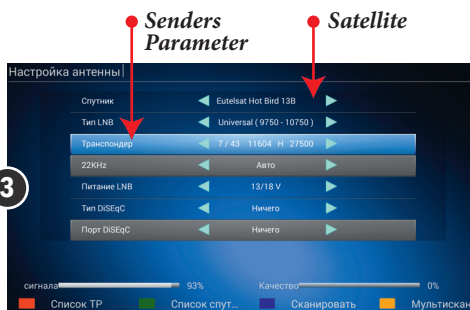 Senders Parameter
Satellite
Настройка антенны
Спутник Eutelsat Hot Bird 13B
Тип LNB Universal ( 9750 - 10750 )
Транспондер 7 / 43 11604 H 27500
22KHz Авто
3
Питание LNB 13/18 V
Тип DiSEqC Ничего
Порт DiSEqC Ничего
сигнала 93% Качество 0%
Список TP Список спут... Сканировать Мультискан